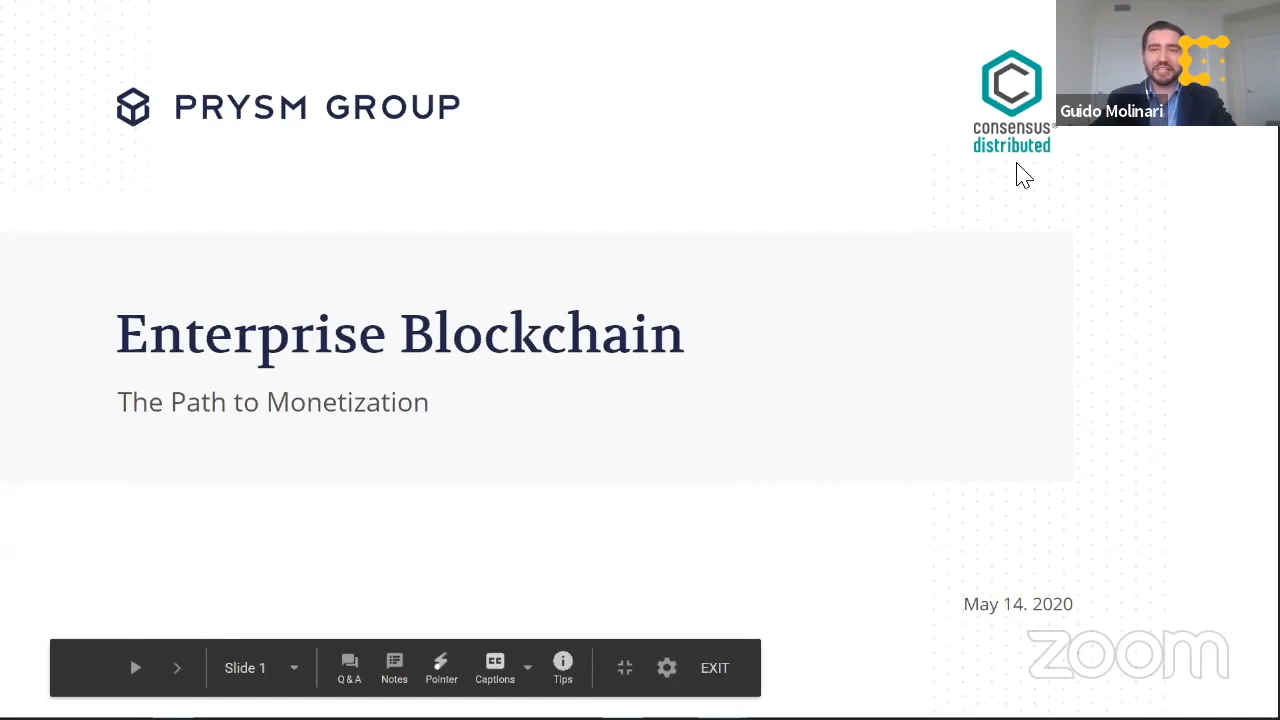 PRYSM GROUP
consensus®
distributed
Guido Molinari
Enterprise Blockchain
The Path to Monetization
May 14. 2020
zoom
Slide 1
Q & A
Notes
Pointer
CC
Captions
Tips
EXIT